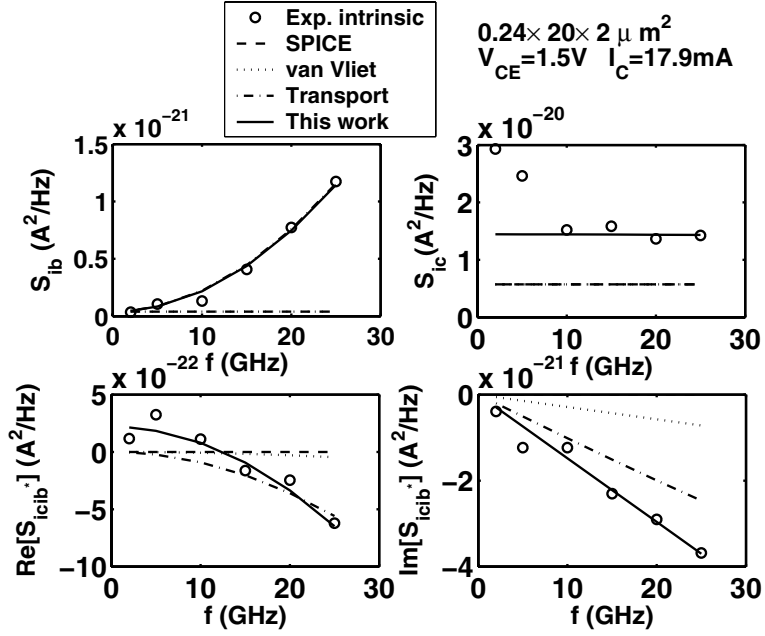 Exp. intrinsic
SPICE
van Vliet
Transport
This work
0.24× 20× 2 μ m²
V_CE=1.5V I_C=17.9mA
x 10⁻²¹
1.5
1
0.5
0
S_ib (A²/Hz)
0 10 20 30
f (GHz)
x 10⁻²⁰
3
2
1
0
S_ic(A²/Hz)
0 10 20 30
f (GHz)
x 10⁻²²
5
0
−5
−10
Re[S_icib*] (A²/Hz)
0 10 20 30
f (GHz)
x 10⁻²¹
0
−2
−4
Im[S_icib*] (A²/Hz)
0 10 20 30
f (GHz)